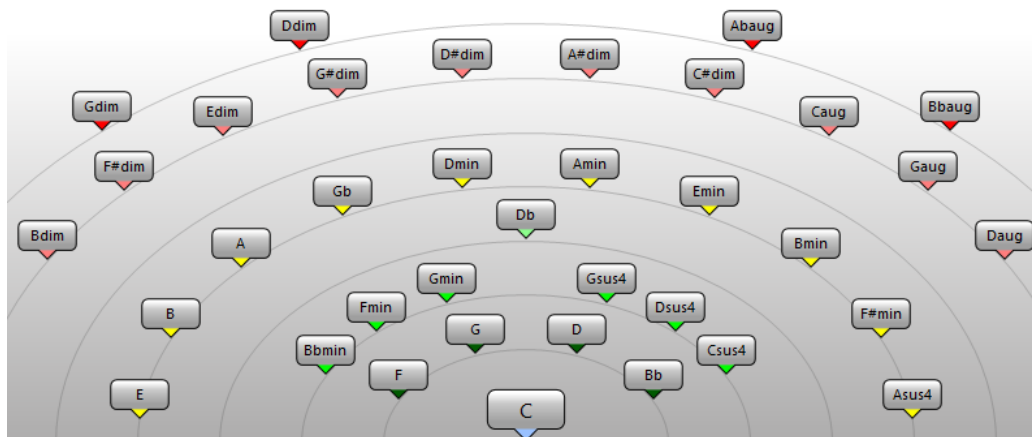 Ddim
Abaug
D#dim
A#dim
G#dim
C#dim
Gdim
Edim
Caug
Bbaug
F#dim
Dmin
Amin
Gaug
Gb
Emin
Db
Bdim
A
Bmin
Daug
Gmin
Gsus4
Fmin
Dsus4
B
F#min
G
D
Bbmin
Csus4
F
Bb
E
Asus4
C